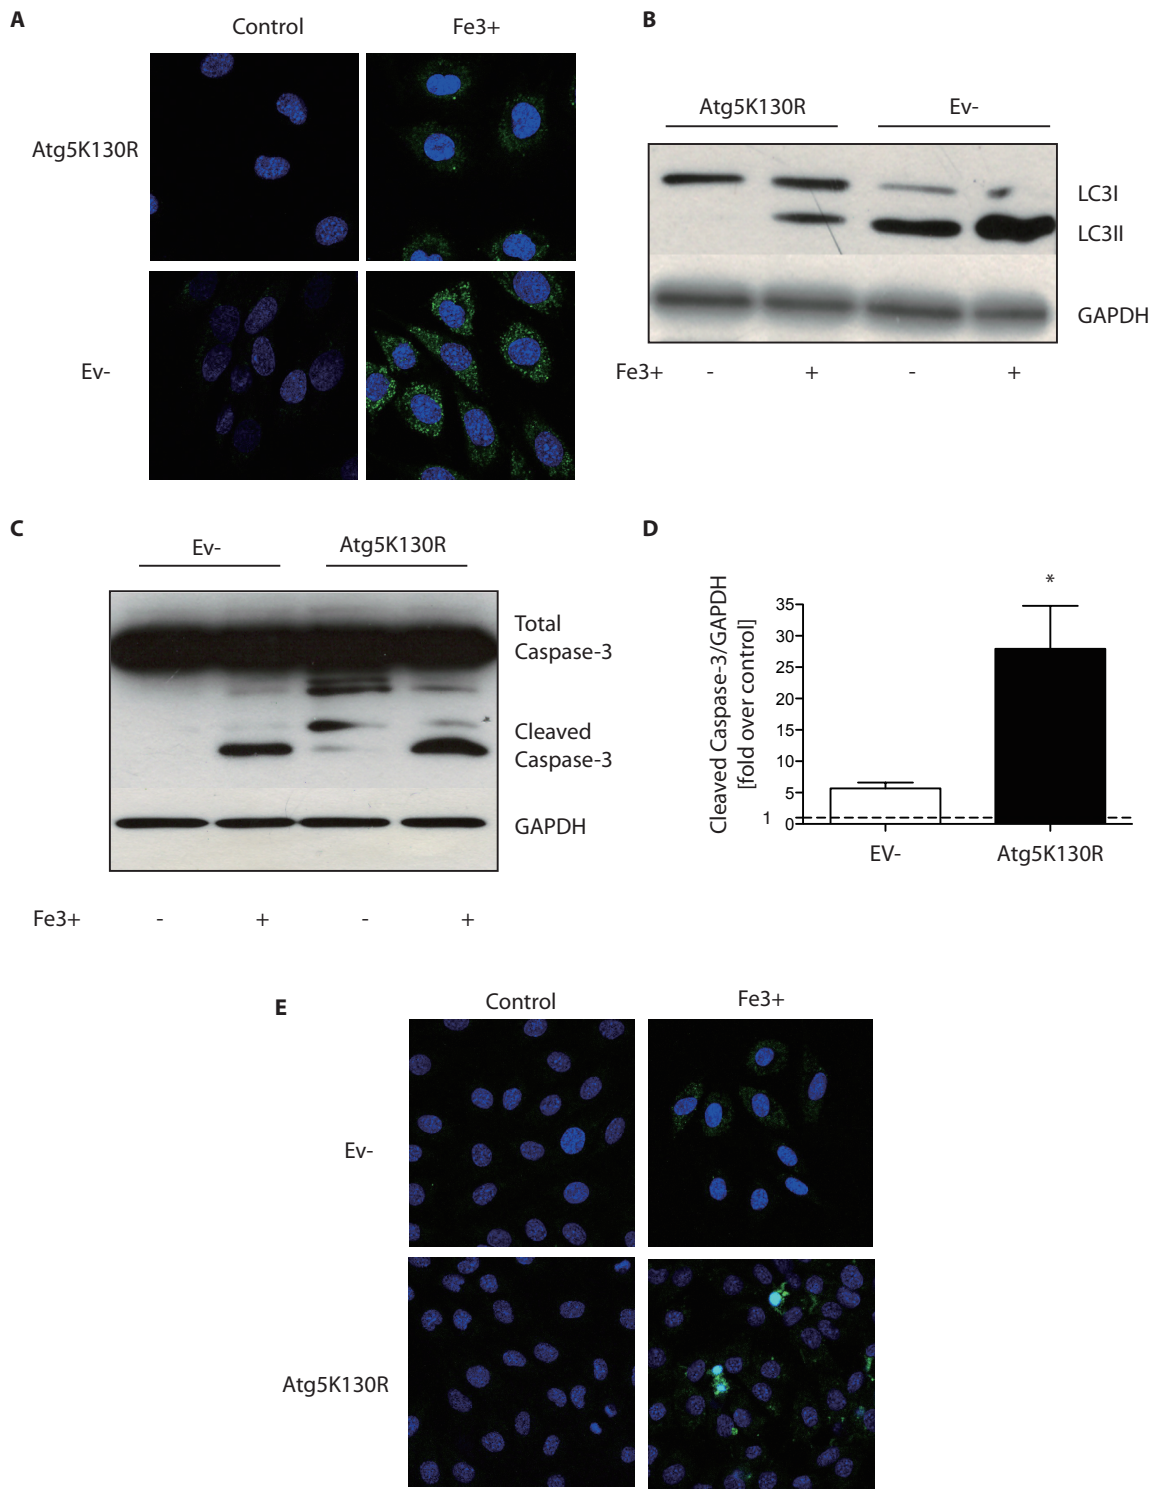 A
Control
Fe3+
Atg5K130R
Ev-
B
Atg5K130R
Ev-
LC3I
LC3II
GAPDH
Fe3+ - + - +
C
Ev-
Atg5K130R
Total
Caspase-3
Cleaved
Caspase-3
GAPDH
Fe3+ - + - +
D
*
Cleaved Caspase-3/GAPDH
[fold over control]
35
30
25
20
15
10
5
1
0
EV-
Atg5K130R
E
Control
Fe3+
Ev-
Atg5K130R